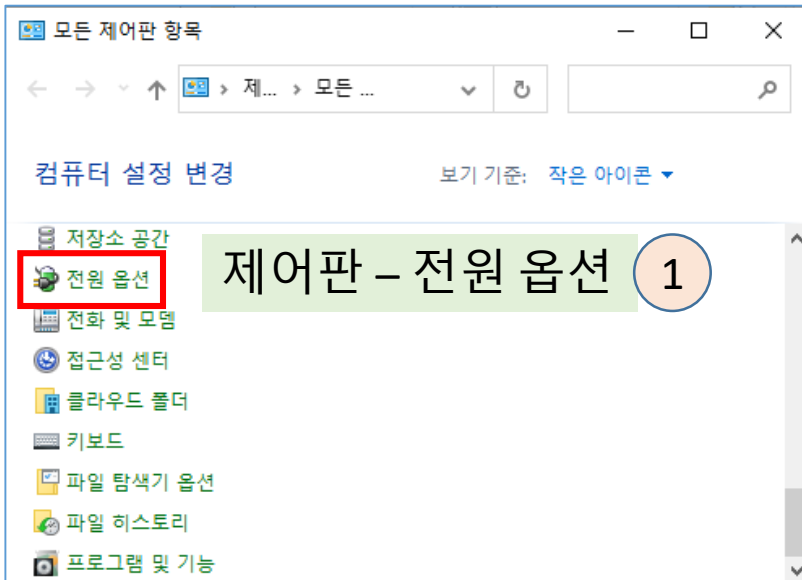 모든 제어판 항목
제... › 모든 ...
컴퓨터 설정 변경
보기 기준: 작은 아이콘
저장소 공간
전원 옵션
제어판 – 전원 옵션 1
전화 및 모뎀
접근성 센터
클라우드 폴더
키보드
파일 탐색기 옵션
파일 히스토리
프로그램 및 기능